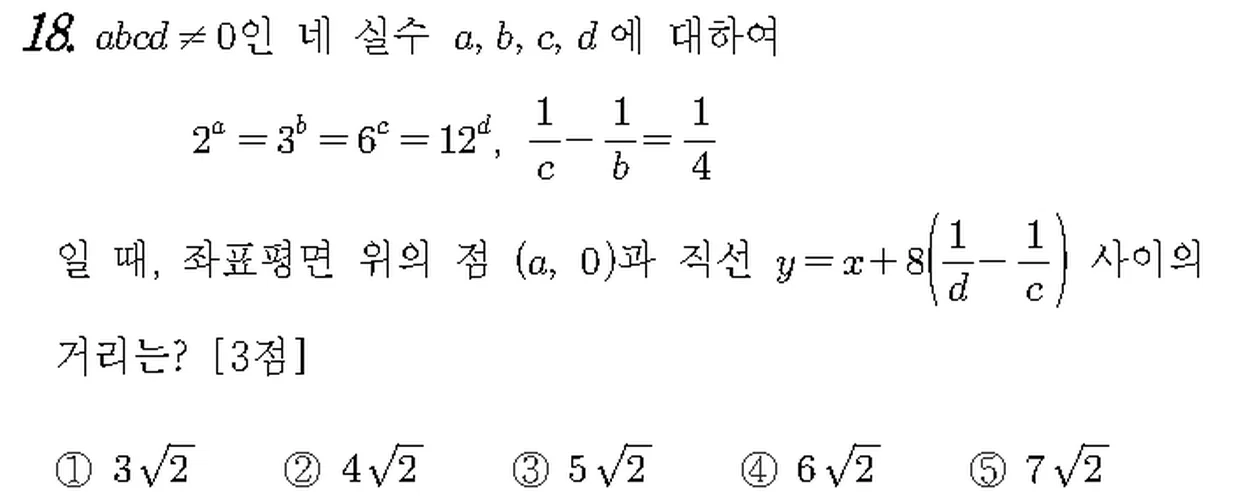 18. abcd ≠ 0인 네 실수 a, b, c, d 에 대하여
2^a = 3^b = 6^c = 12^d, 1/c − 1/b = 1/4
일 때, 좌표평면 위의 점 (a, 0)과 직선 y = x + 8(1/d − 1/c) 사이의
거리는? [3점]
① 3√2 ② 4√2 ③ 5√2 ④ 6√2 ⑤ 7√2